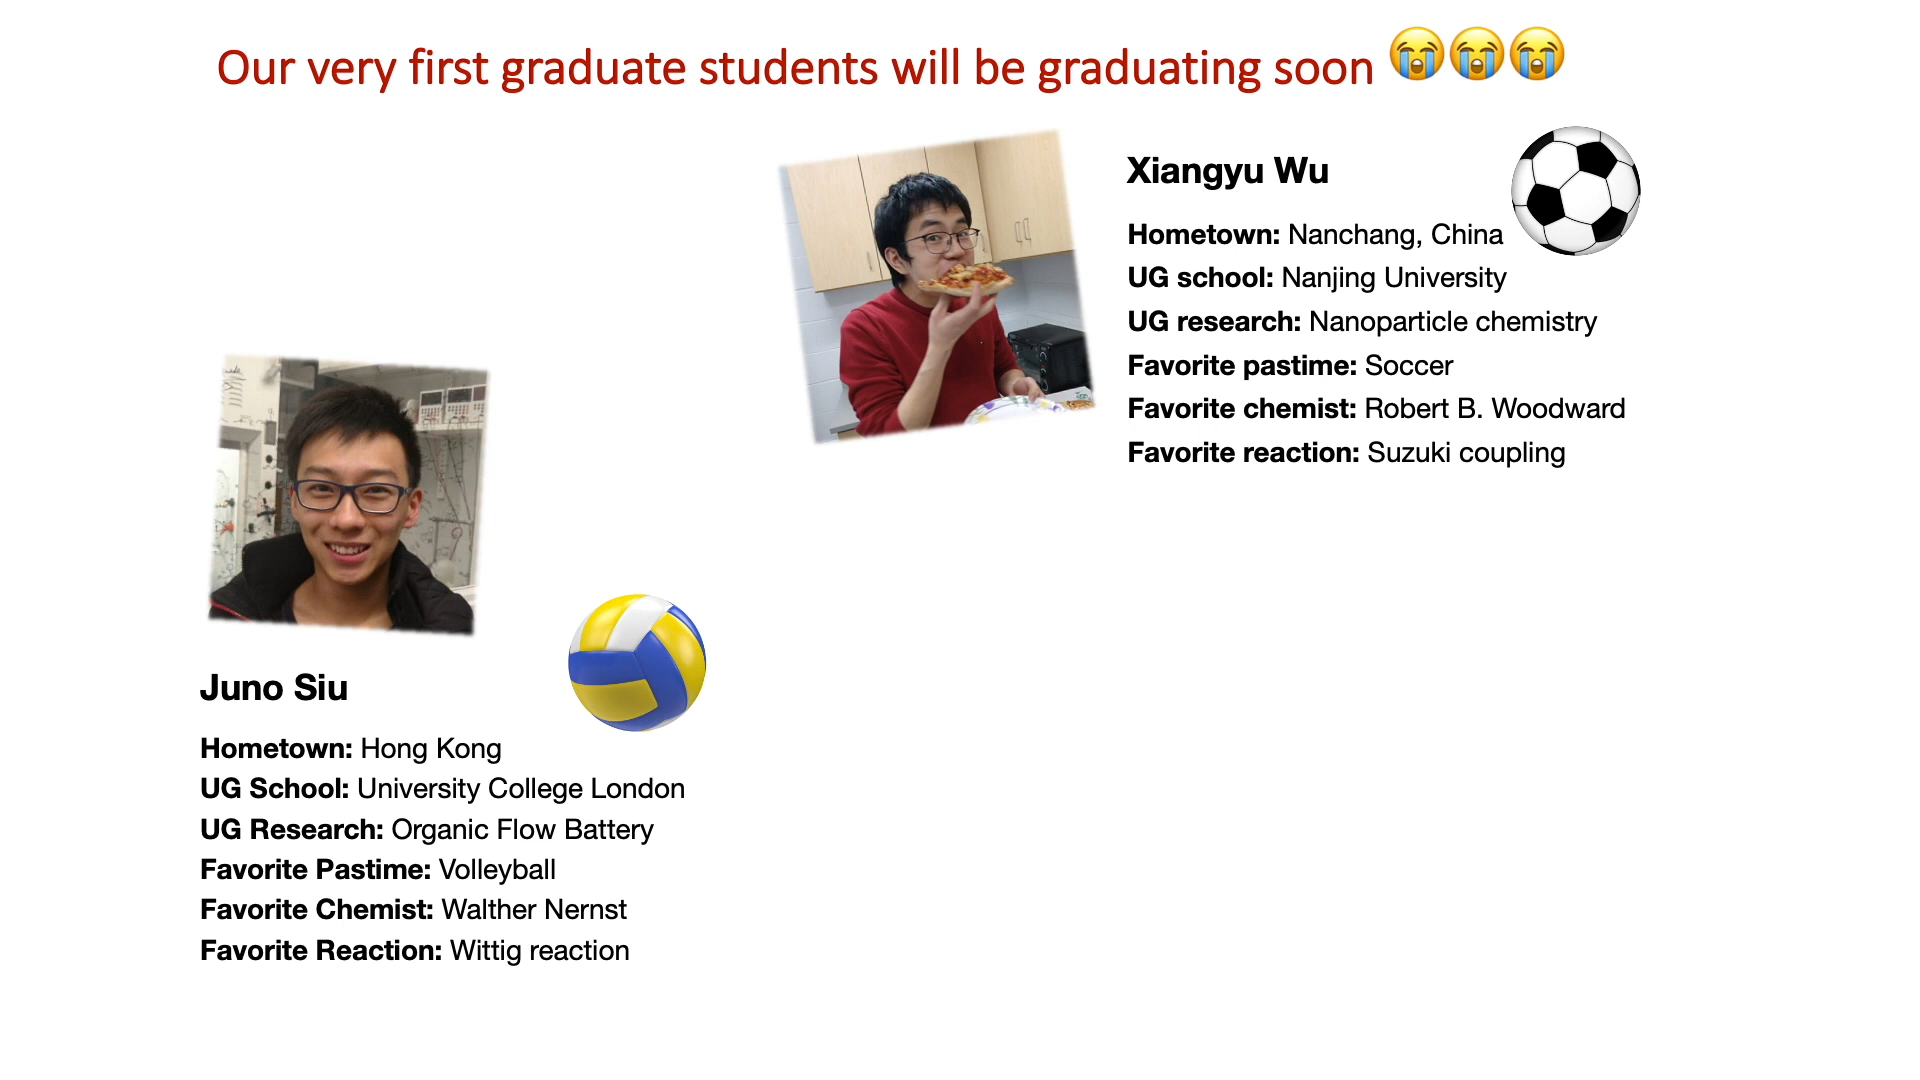 Our very first graduate students will be graduating soon 😭😭😭
Xiangyu Wu
Hometown: Nanchang, China
UG school: Nanjing University
UG research: Nanoparticle chemistry
Favorite pastime: Soccer
Favorite chemist: Robert B. Woodward
Favorite reaction: Suzuki coupling
Juno Siu
Hometown: Hong Kong
UG School: University College London
UG Research: Organic Flow Battery
Favorite Pastime: Volleyball
Favorite Chemist: Walther Nernst
Favorite Reaction: Wittig reaction